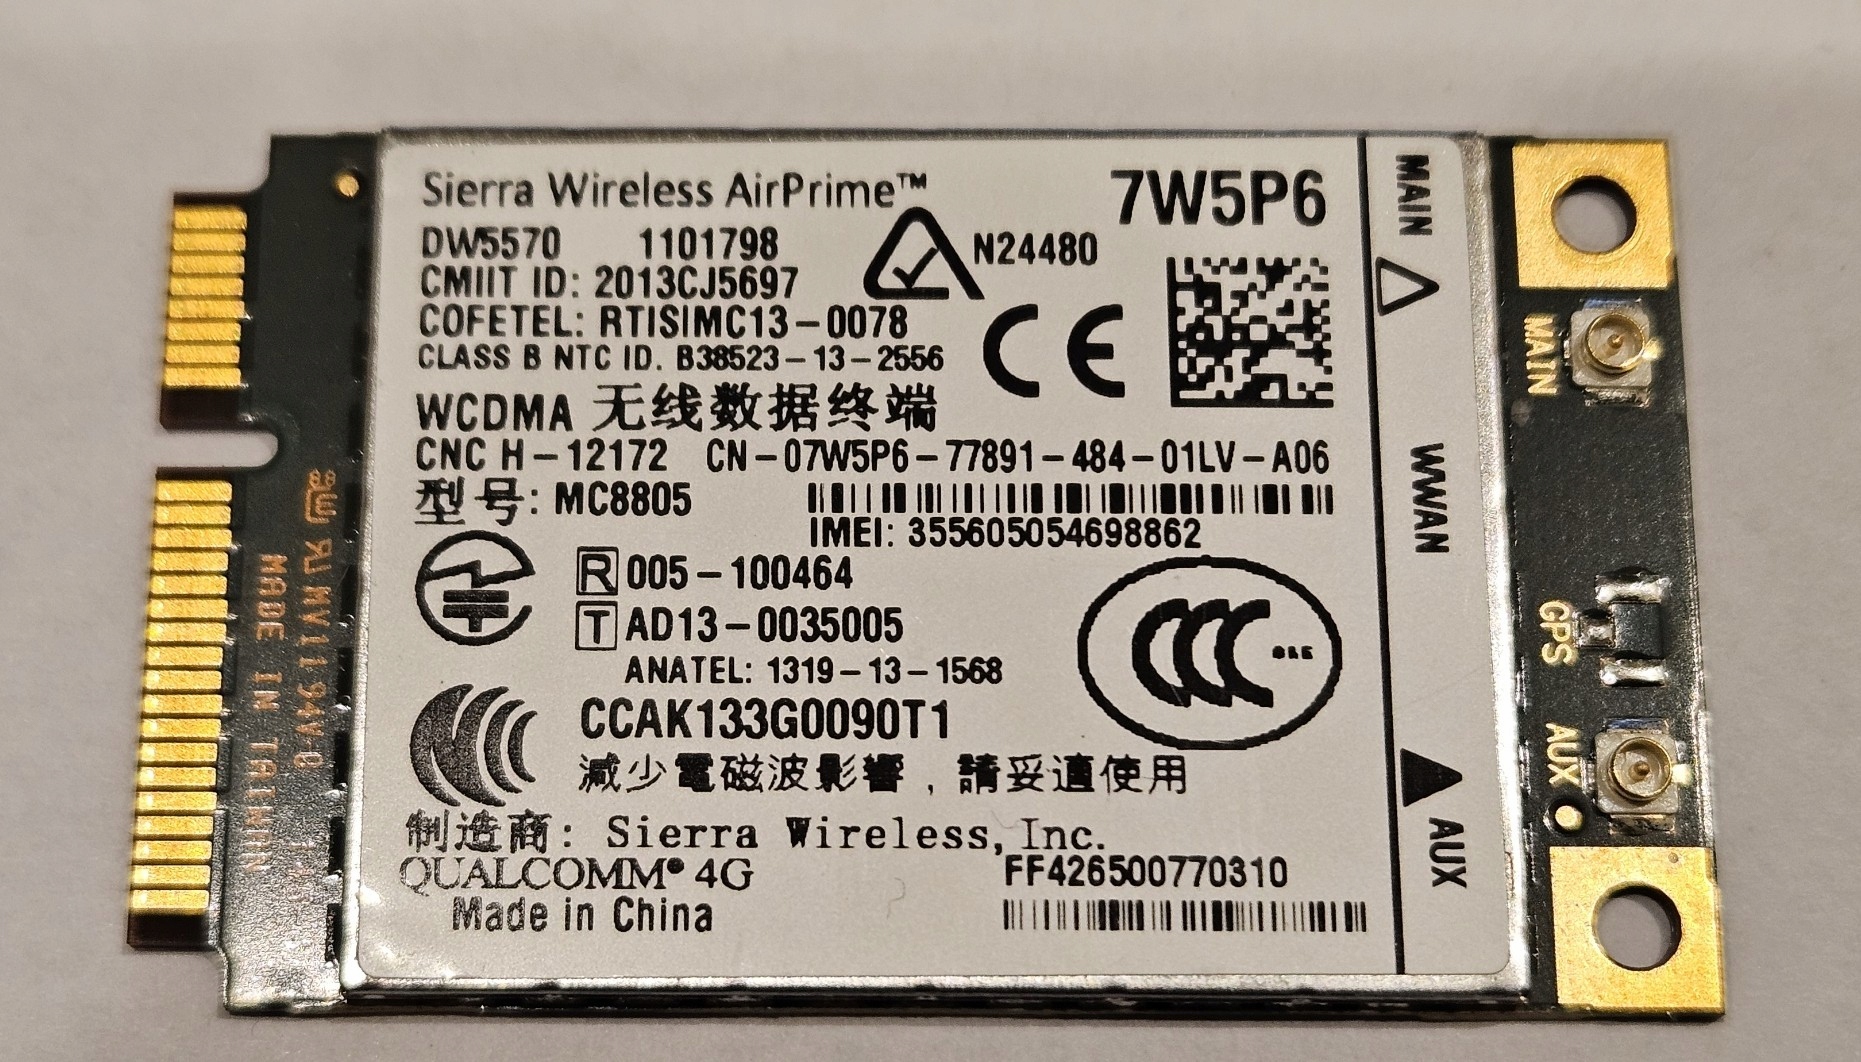 Sierra Wireless AirPrime™
7W5P6
DW5570 1101798
N24480
CMIIT ID: 2013CJ5697
COFETEL: RTISIMC13-0078
CLASS B NTC ID. B38523-13-2556
CE
WCDMA 无线数据终端
CNC H-12172 CN-07W5P6-77891-484-01LV-A06
型号: MC8805
IMEI: 355605054698862
R 005-100464
T AD13-0035005
ANATEL: 1319-13-1568
CCC
CCAK133G0090T1
減少電磁波影響，請妥適使用
制造商: Sierra Wireless, Inc.
QUALCOMM® 4G
FF426500770310
Made in China
MAIN
WWAN
AUX
MAIN
GPS
AUX
MV11 94V0
MADE IN TAIWAN